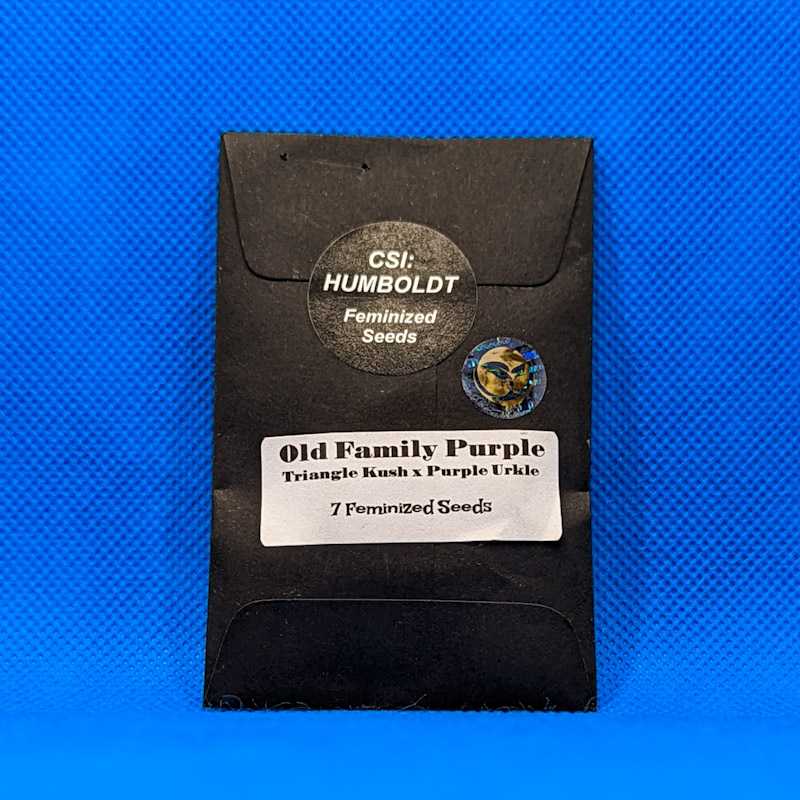 CSI:
HUMBOLDT
Feminized
Seeds
Old Family Purple
Triangle Kush x Purple Urkle
7 Feminized Seeds